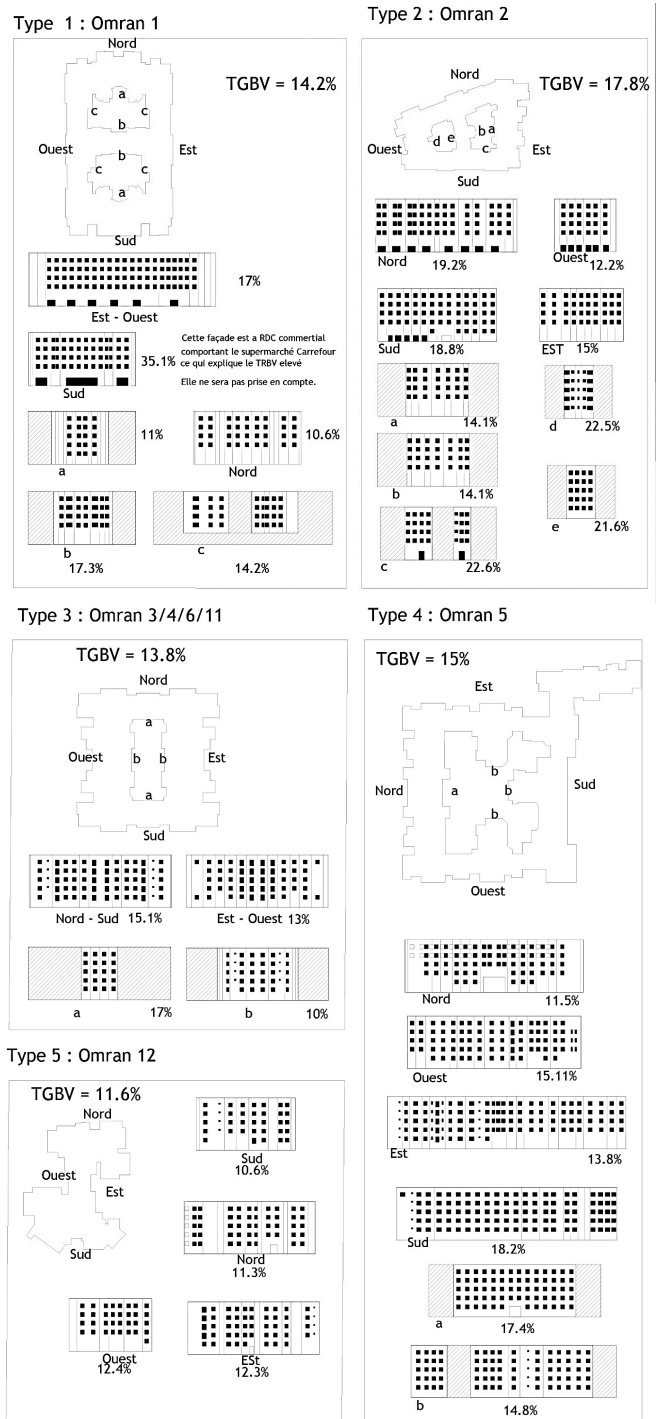 Type 1 : Omran 1
Nord
TGBV = 14.2%
a
c
c
b
Ouest
Est
b
c
c
a
Sud
17%
Est - Ouest
Cette façade est a RDC commertial
comportant le supermarché Carrefour
ce qui explique le TRBV elevé
Elle ne sera pas prise en compte.
35.1%
Sud
11%
a
10.6%
Nord
b
17.3%
c
14.2%
Type 2 : Omran 2
Nord
TGBV = 17.8%
Ouest
d e
b a
c
Est
Sud
Nord
19.2%
Ouest
12.2%
Sud
18.8%
EST
15%
a
14.1%
d
22.5%
b
14.1%
e
21.6%
c
22.6%
Type 3 : Omran 3/4/6/11
TGBV = 13.8%
Nord
a
Ouest
b b
Est
a
Sud
Nord - Sud 15.1%
Est - Ouest 13%
a
17%
b
10%
Type 4 : Omran 5
TGBV = 15%
Est
Nord
a
b
b
b
Sud
Ouest
Nord
11.5%
Ouest
15.11%
Est
13.8%
Sud
18.2%
a
17.4%
b
14.8%
Type 5 : Omran 12
TGBV = 11.6%
Nord
Ouest
Est
Sud
Sud
10.6%
Nord
11.3%
Ouest
12.4%
ESt
12.3%